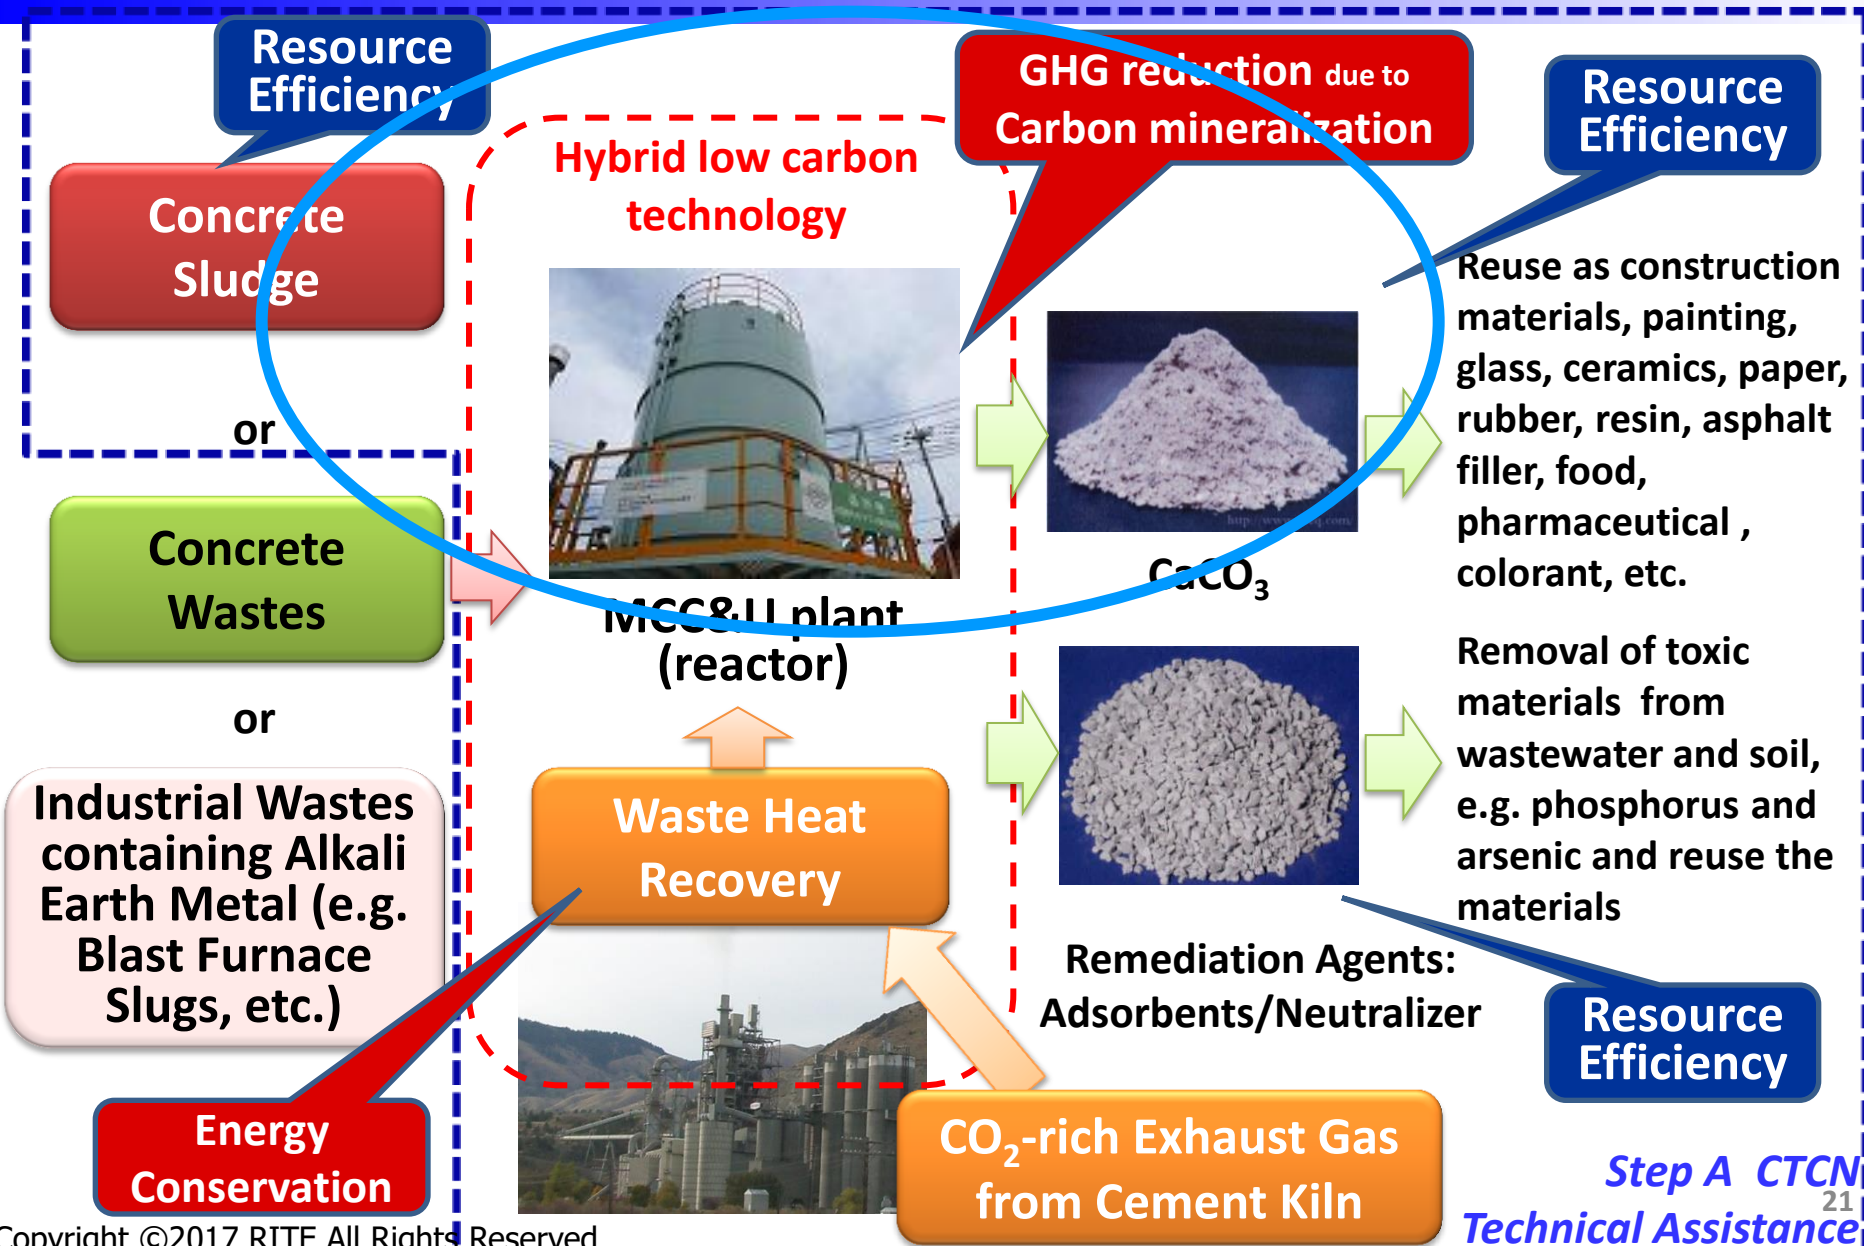 Resource
Efficiency
GHG reduction due to
Carbon mineralization
Resource
Efficiency
Hybrid low carbon
technology
Concrete
Sludge
or
Concrete
Wastes
or
Industrial Wastes
containing Alkali
Earth Metal (e.g.
Blast Furnace
Slugs, etc.)
MCC&U plant
(reactor)
Waste Heat
Recovery
CaCO₃
Reuse as construction
materials, painting,
glass, ceramics, paper,
rubber, resin, asphalt
filler, food,
pharmaceutical ,
colorant, etc.
Removal of toxic
materials from
wastewater and soil,
e.g. phosphorus and
arsenic and reuse the
materials
Remediation Agents:
Adsorbents/Neutralizer
Resource
Efficiency
Energy
Conservation
CO₂-rich Exhaust Gas
from Cement Kiln
Step A CTCN
Technical Assistance
21
Copyright ©2017 RITE All Rights Reserved